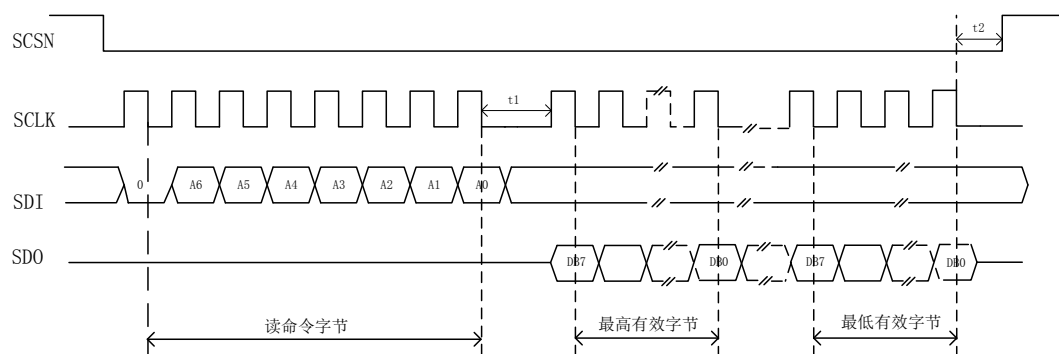 SCSN
t2
SCLK
t1
SDI
0 A6 A5 A4 A3 A2 A1 A0
SDO
DB7 DB0 DB7 DB0
读命令字节
最高有效字节
最低有效字节